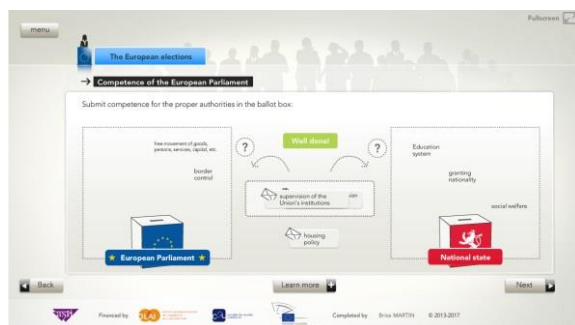 Fullscreen
menu
The European elections
→ Competence of the European Parliament
Submit competence for the proper authorities in the ballot box:
free movement of goods,
persons, services, capital, etc.
?
Well done!
?
Education
system
border
control
granting
nationality
supervision of the
Union's institutions
social welfare
housing
policy
European Parliament
National state
Back
Learn more
Next
Financed by
Completed by Brice MARTIN © 2013-2017